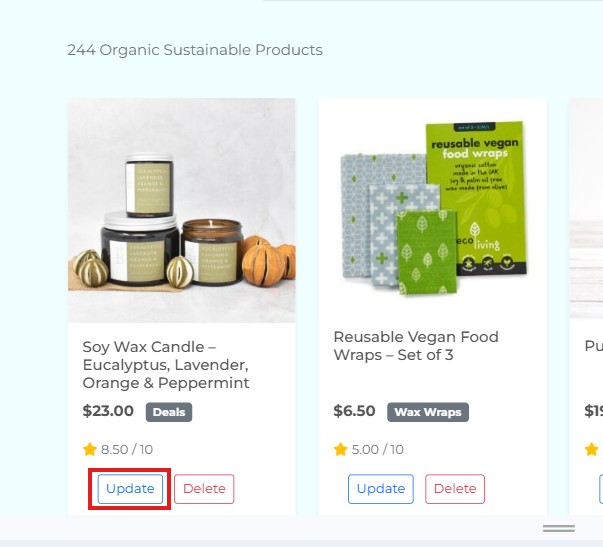 244 Organic Sustainable Products
set of 3 -
reusable vegan
food wraps
organic cotton
made in the UK
soy & palm oil free
wax made from olives
eco living
Soy Wax Candle –
Eucalyptus, Lavender,
Orange & Peppermint
$23.00 Deals
8.50 / 10
Update Delete
Reusable Vegan Food
Wraps – Set of 3
$6.50 Wax Wraps
5.00 / 10
Update Delete
Pu
$19